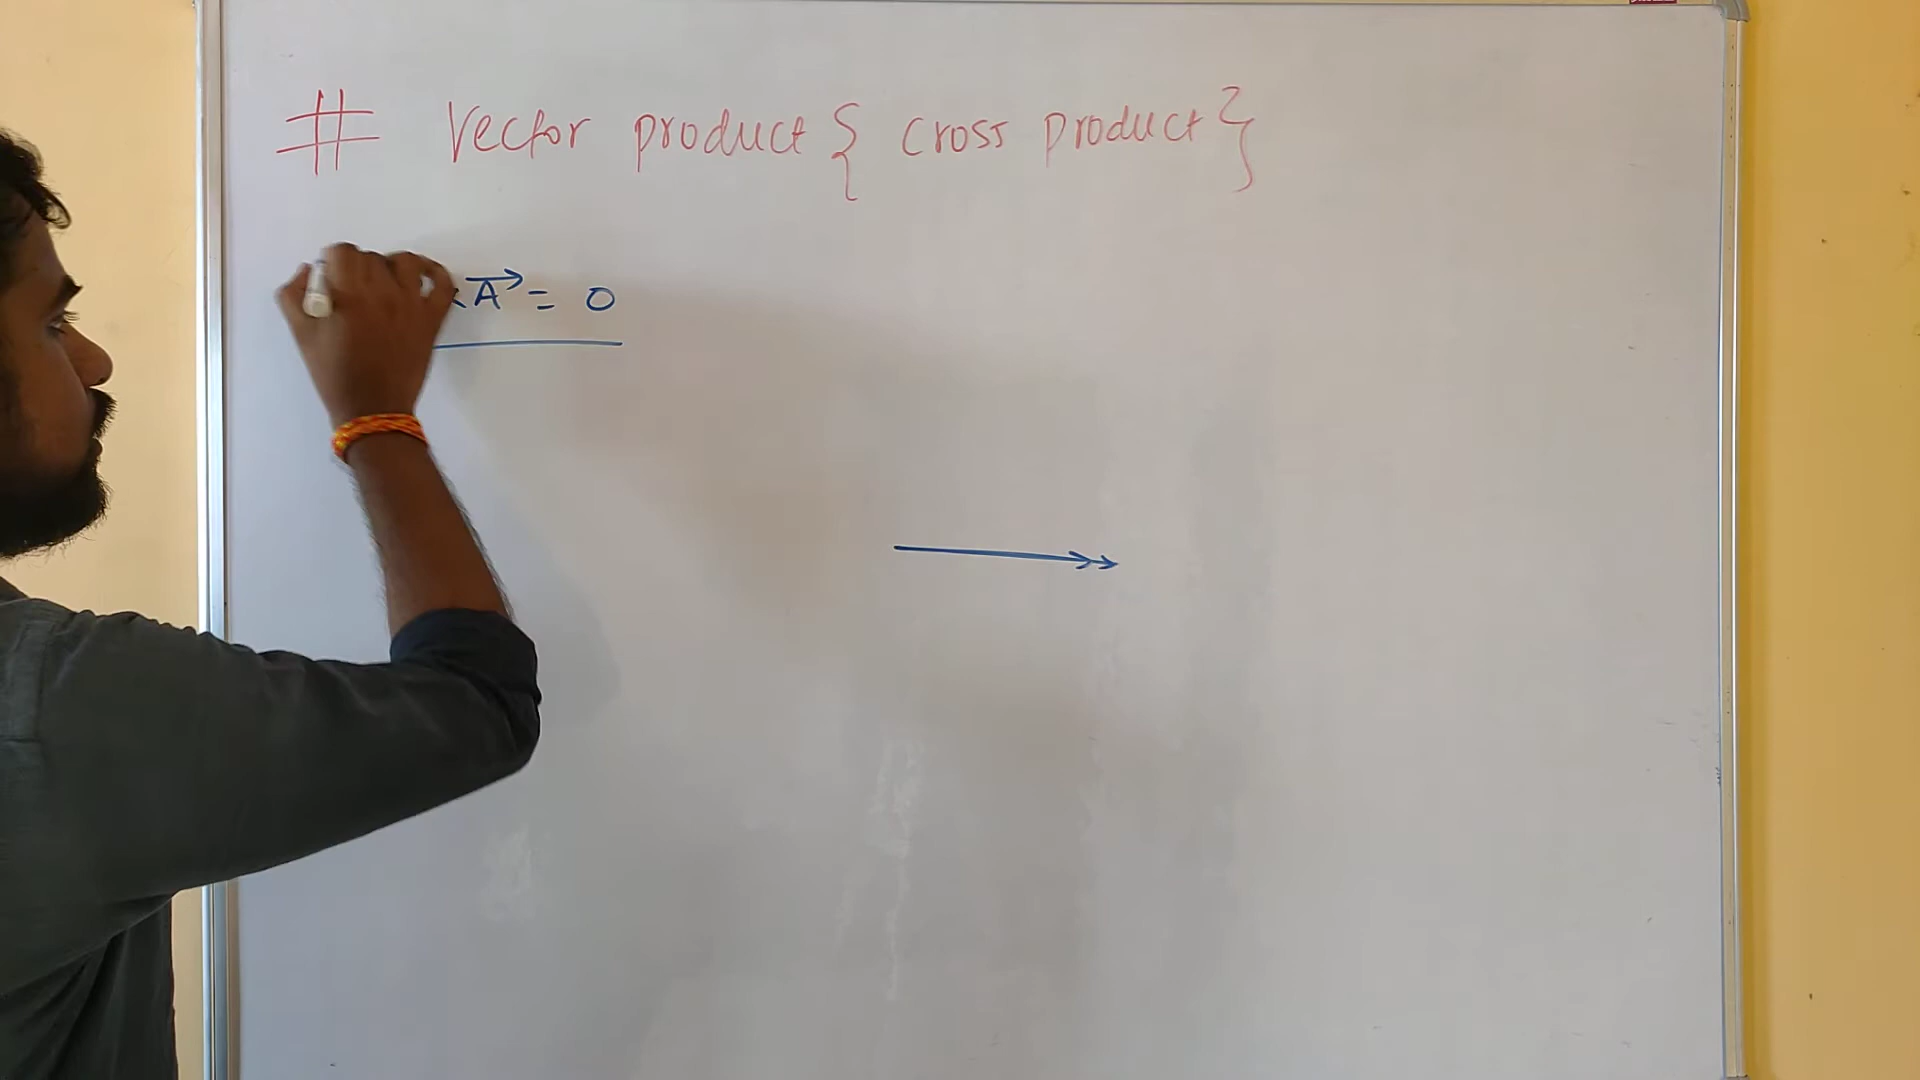 # Vector product { cross product }
× A⃗ = 0